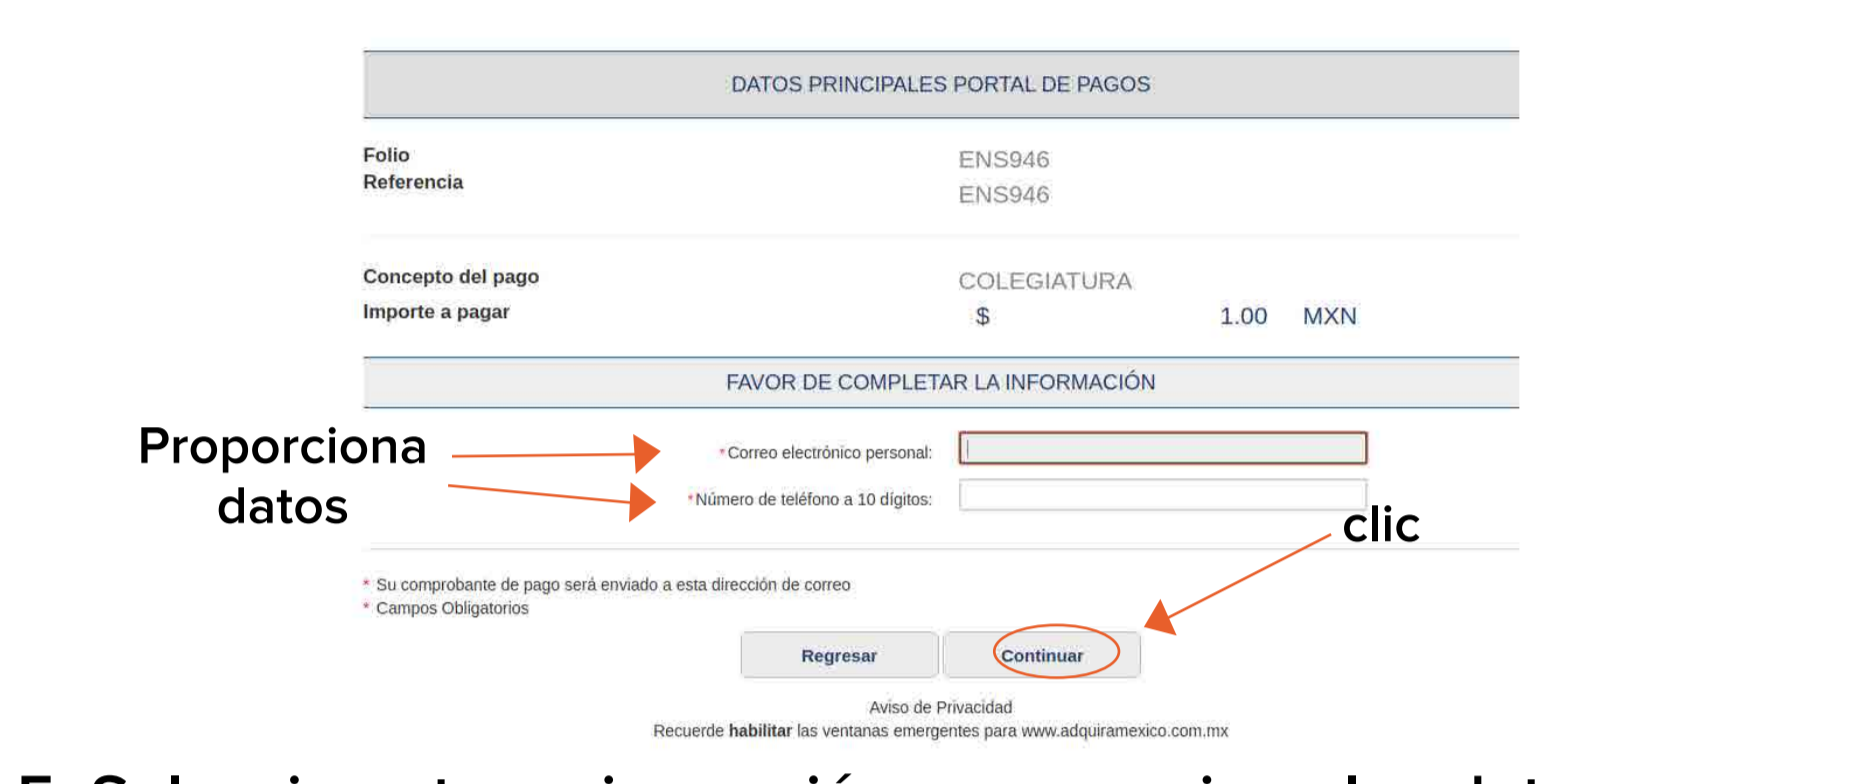 DATOS PRINCIPALES PORTAL DE PAGOS
Folio ENS946
Referencia ENS946
Concepto del pago COLEGIATURA
Importe a pagar $ 1.00 MXN
FAVOR DE COMPLETAR LA INFORMACIÓN
Proporciona
datos
*Correo electrónico personal:
*Número de teléfono a 10 dígitos:
clic
* Su comprobante de pago será enviado a esta dirección de correo
* Campos Obligatorios
Regresar Continuar
Aviso de Privacidad
Recuerde habilitar las ventanas emergentes para www.adquiramexico.com.mx